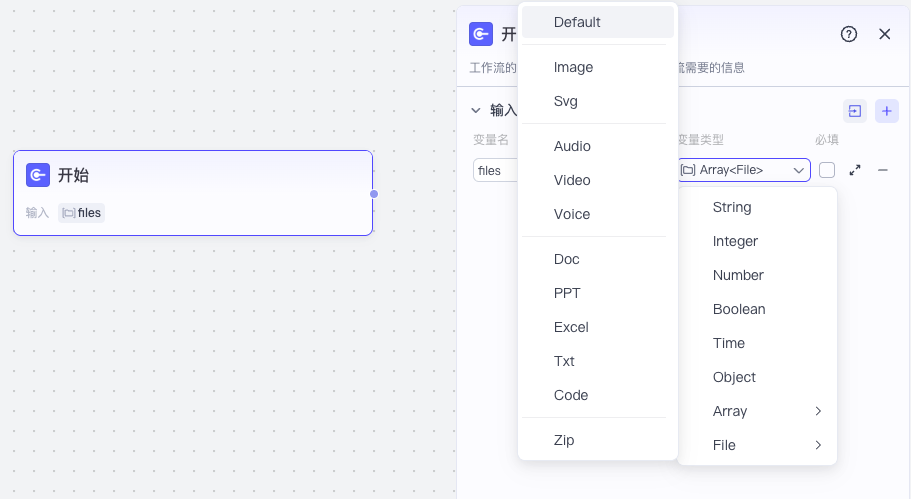 开始
输入 files
开
工作流的
流需要的信息
输入
变量名
变量类型
必填
files
Array<File>
Default
Image
Svg
Audio
Video
Voice
Doc
PPT
Excel
Txt
Code
Zip
String
Integer
Number
Boolean
Time
Object
Array
File